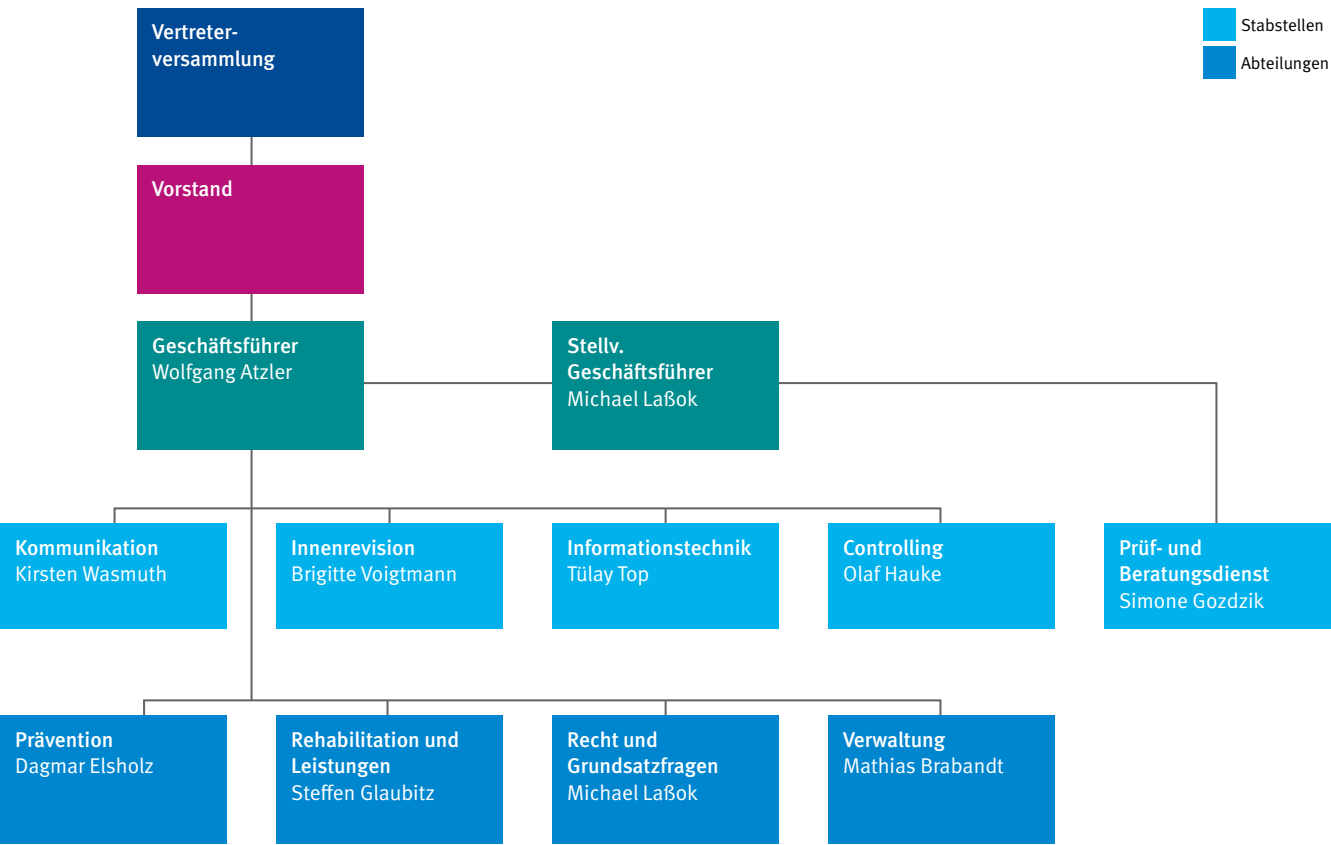 Vertreter-
versammlung
Stabstellen
Abteilungen
Vorstand
Geschäftsführer
Wolfgang Atzler
Stellv.
Geschäftsführer
Michael Laßok
Kommunikation
Kirsten Wasmuth
Innenrevision
Brigitte Voigtmann
Informationstechnik
Tülay Top
Controlling
Olaf Hauke
Prüf- und
Beratungsdienst
Simone Gozdzik
Prävention
Dagmar Elsholz
Rehabilitation und
Leistungen
Steffen Glaubitz
Recht und
Grundsatzfragen
Michael Laßok
Verwaltung
Mathias Brabandt